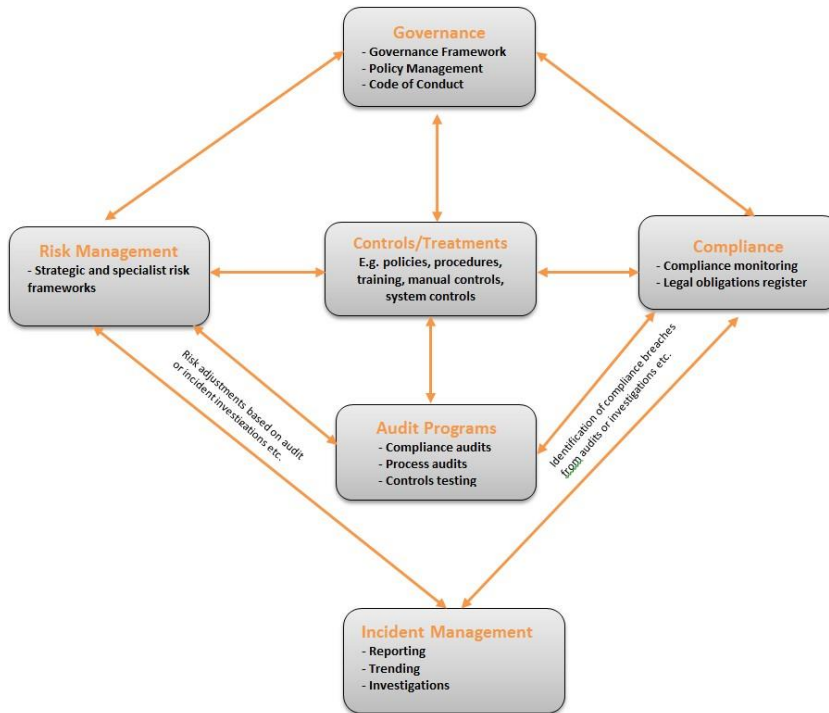 Governance
- Governance Framework
- Policy Management
- Code of Conduct
Risk Management
- Strategic and specialist risk
frameworks
Controls/Treatments
E.g. policies, procedures,
training, manual controls,
system controls
Compliance
- Compliance monitoring
- Legal obligations register
Risk adjustments based on audit
or incident investigations etc.
Audit Programs
- Compliance audits
- Process audits
- Controls testing
Identification of compliance breaches
from audits or investigations etc.
Incident Management
- Reporting
- Trending
- Investigations